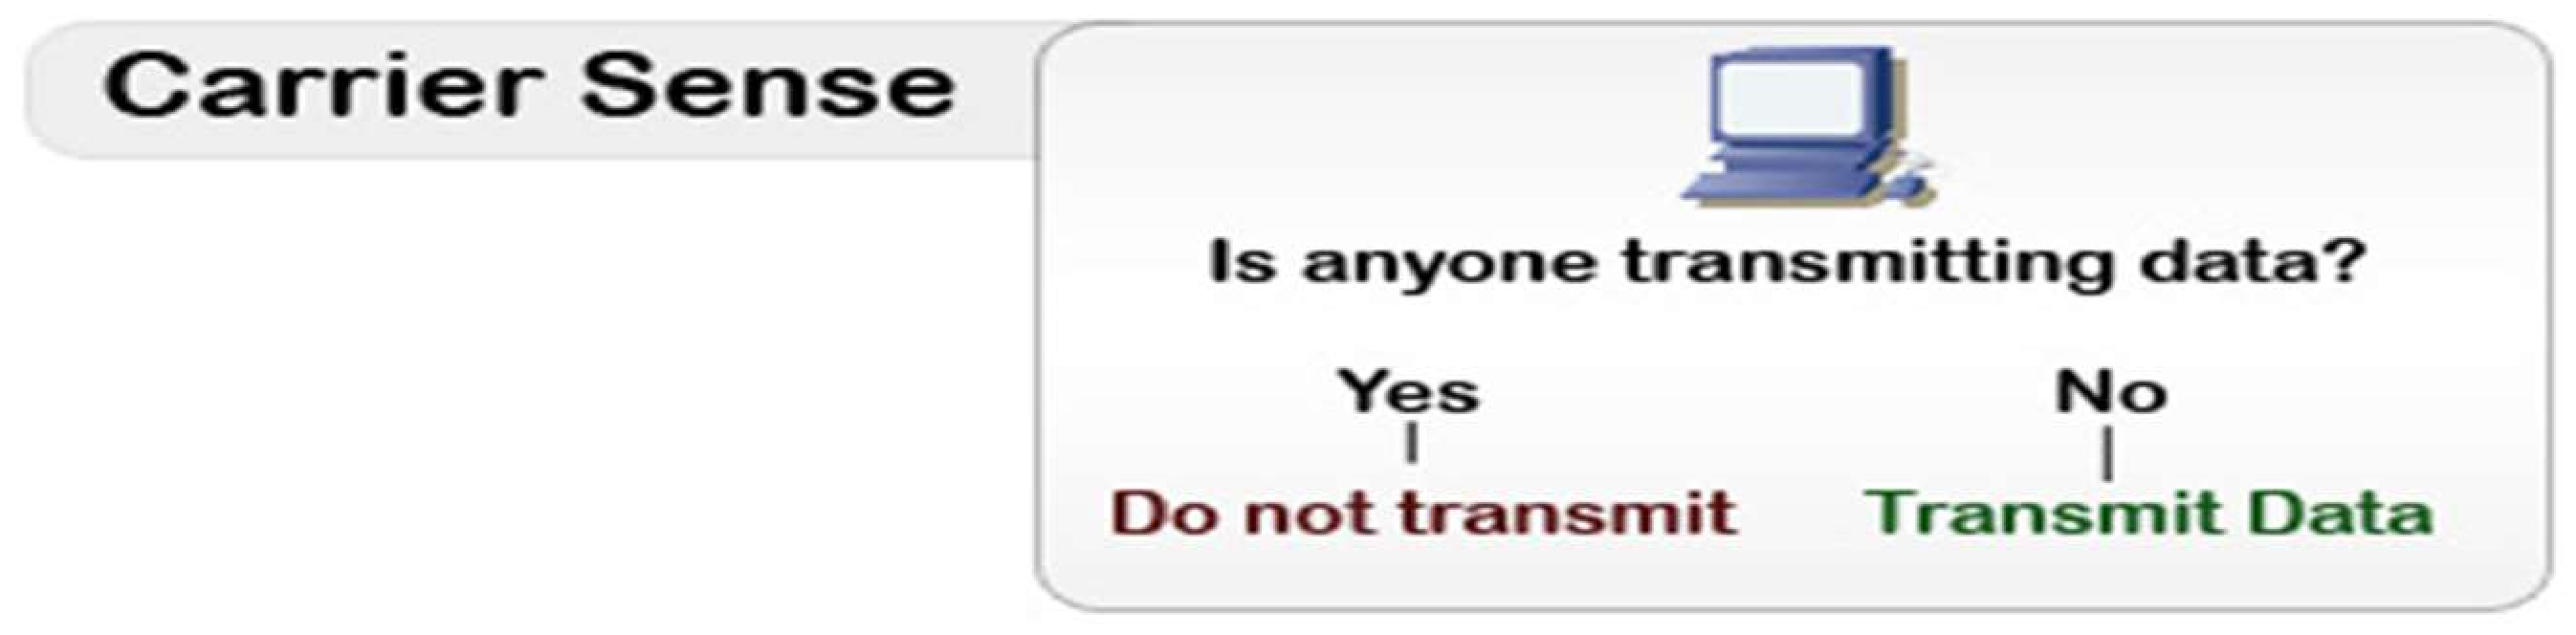 Carrier Sense
Is anyone transmitting data?
Yes
No
Do not transmit
Transmit Data